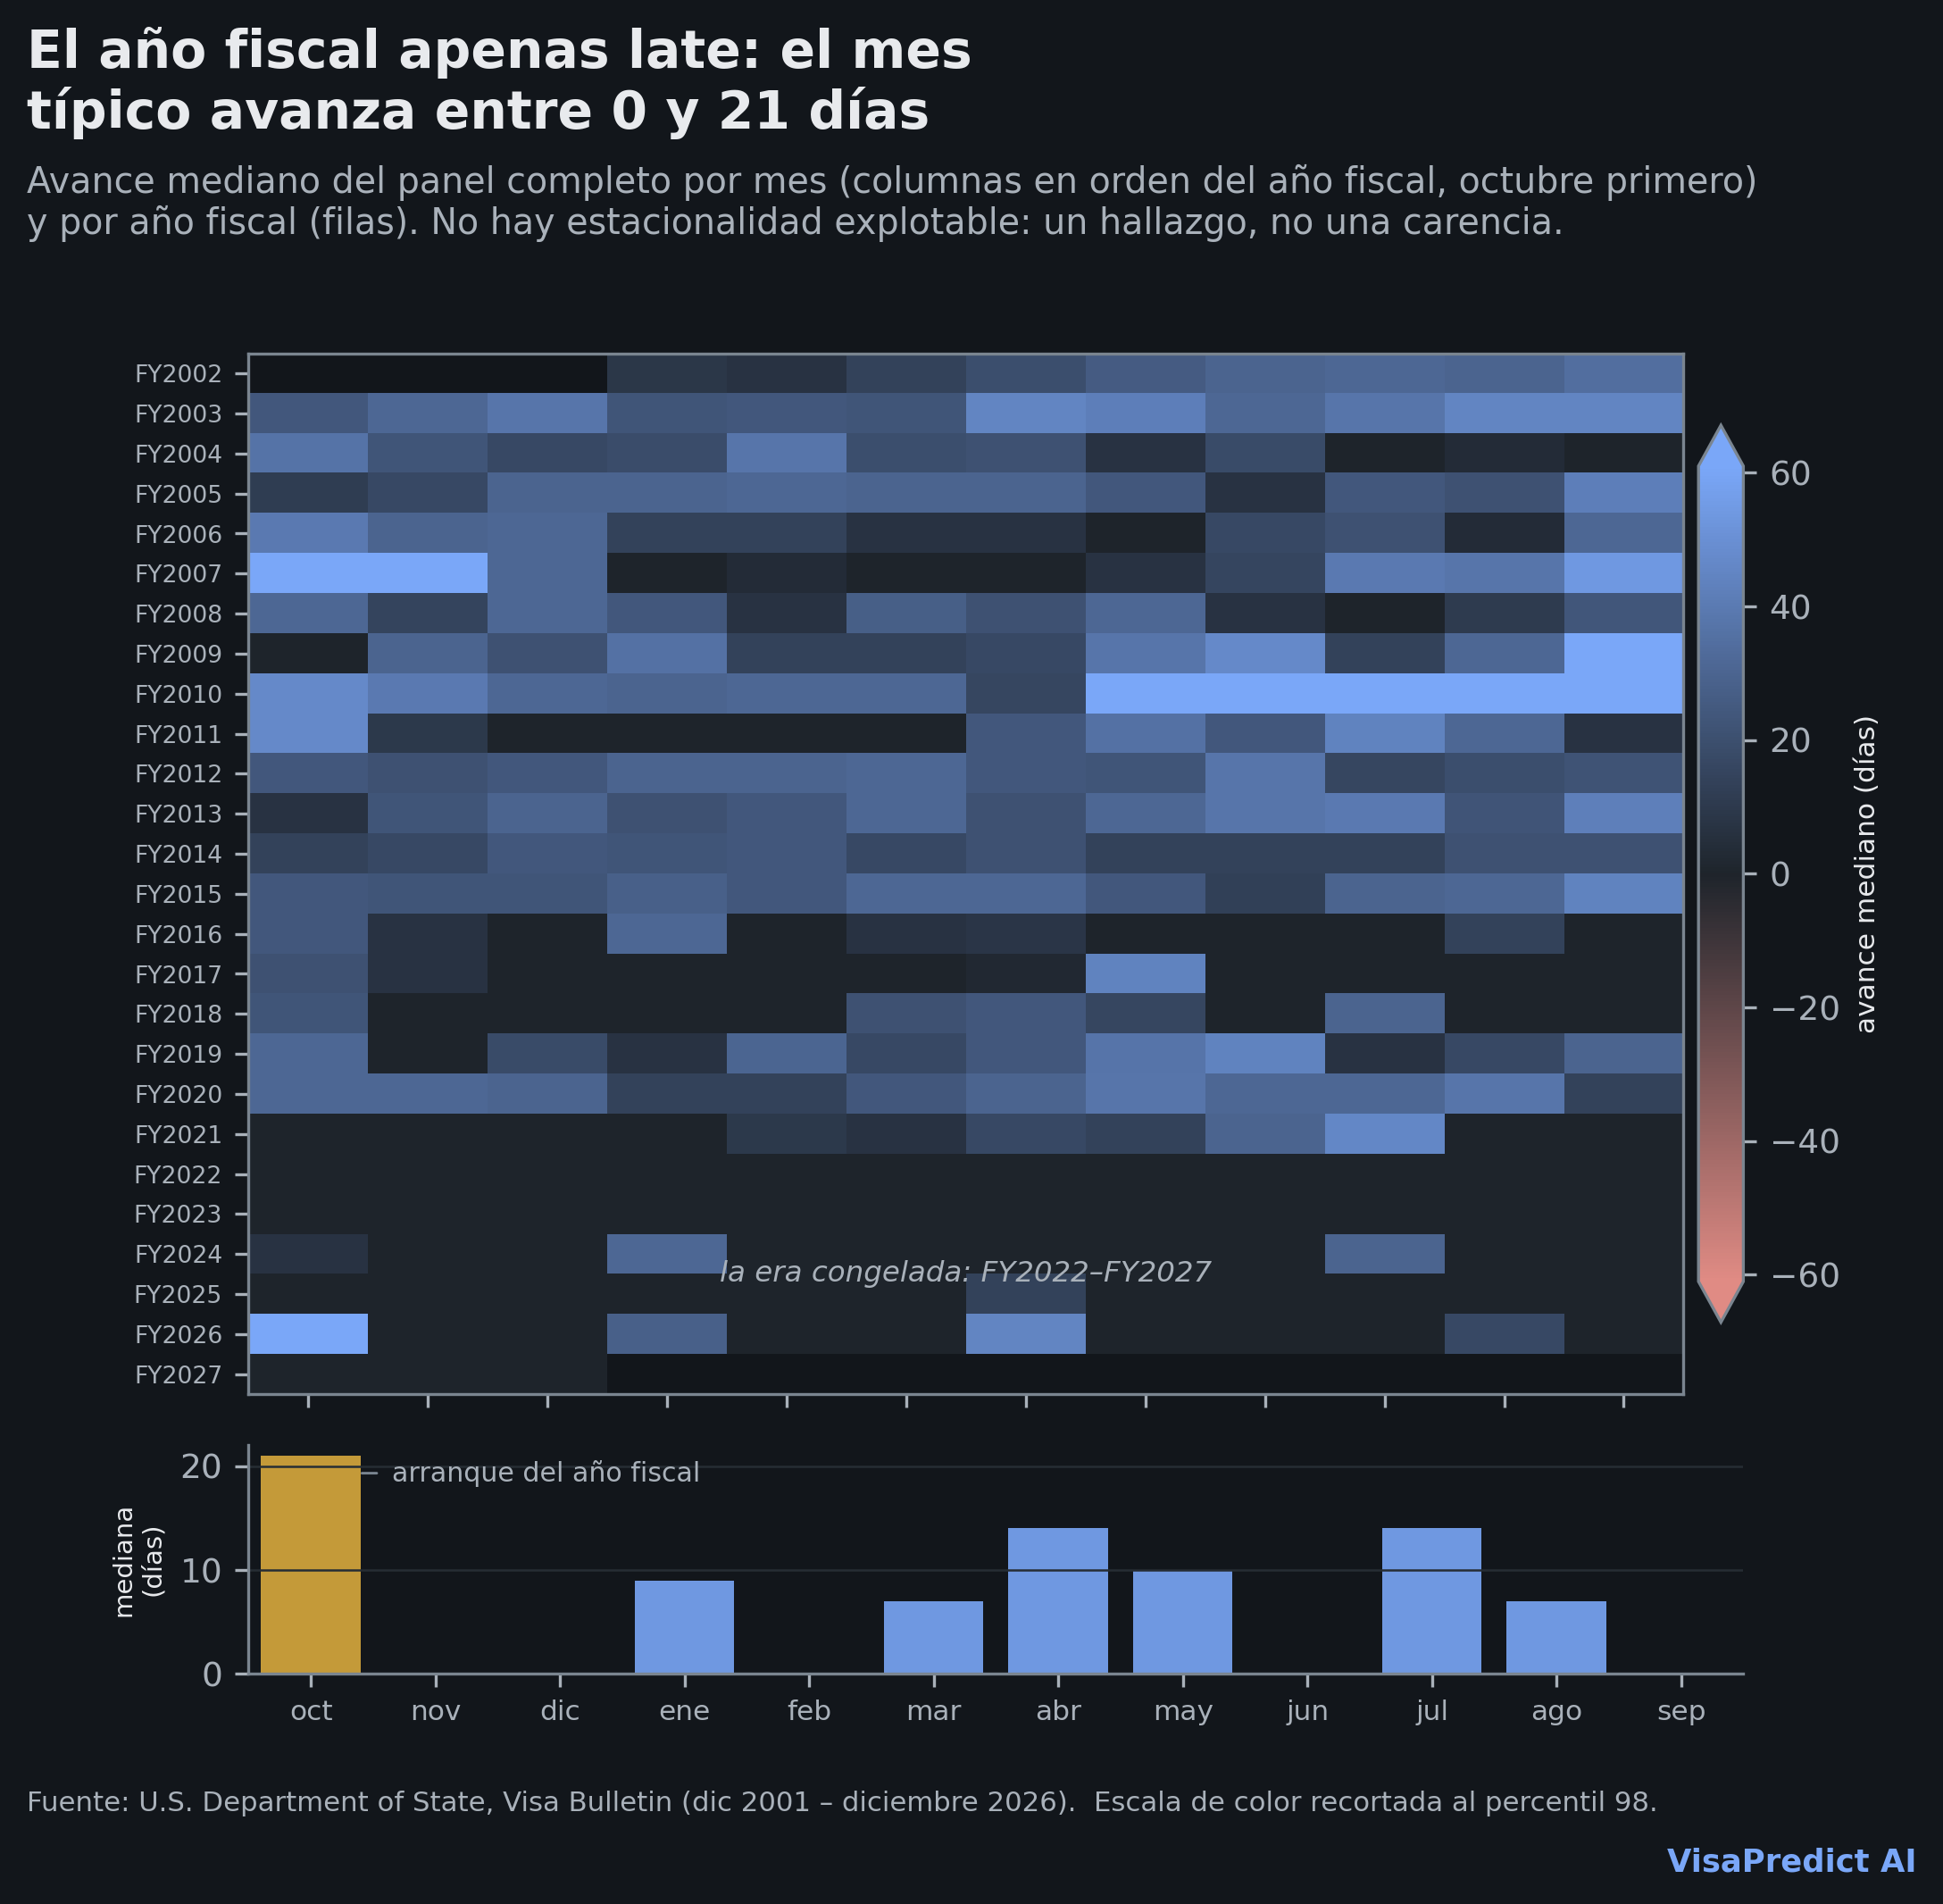 El año fiscal apenas late: el mes
típico avanza entre 0 y 21 días
Avance mediano del panel completo por mes (columnas en orden del año fiscal, octubre primero)
y por año fiscal (filas). No hay estacionalidad explotable: un hallazgo, no una carencia.
FY2002
FY2003
FY2004
FY2005
FY2006
FY2007
FY2008
FY2009
FY2010
FY2011
FY2012
FY2013
FY2014
FY2015
FY2016
FY2017
FY2018
FY2019
FY2020
FY2021
FY2022
FY2023
FY2024
FY2025
FY2026
FY2027
la era congelada: FY2022–FY2027
60
40
20
0
−20
−40
−60
avance mediano (días)
mediana
(días)
20
10
0
arranque del año fiscal
oct nov dic ene feb mar abr may jun jul ago sep
Fuente: U.S. Department of State, Visa Bulletin (dic 2001 – diciembre 2026).  Escala de color recortada al percentil 98.
VisaPredict AI